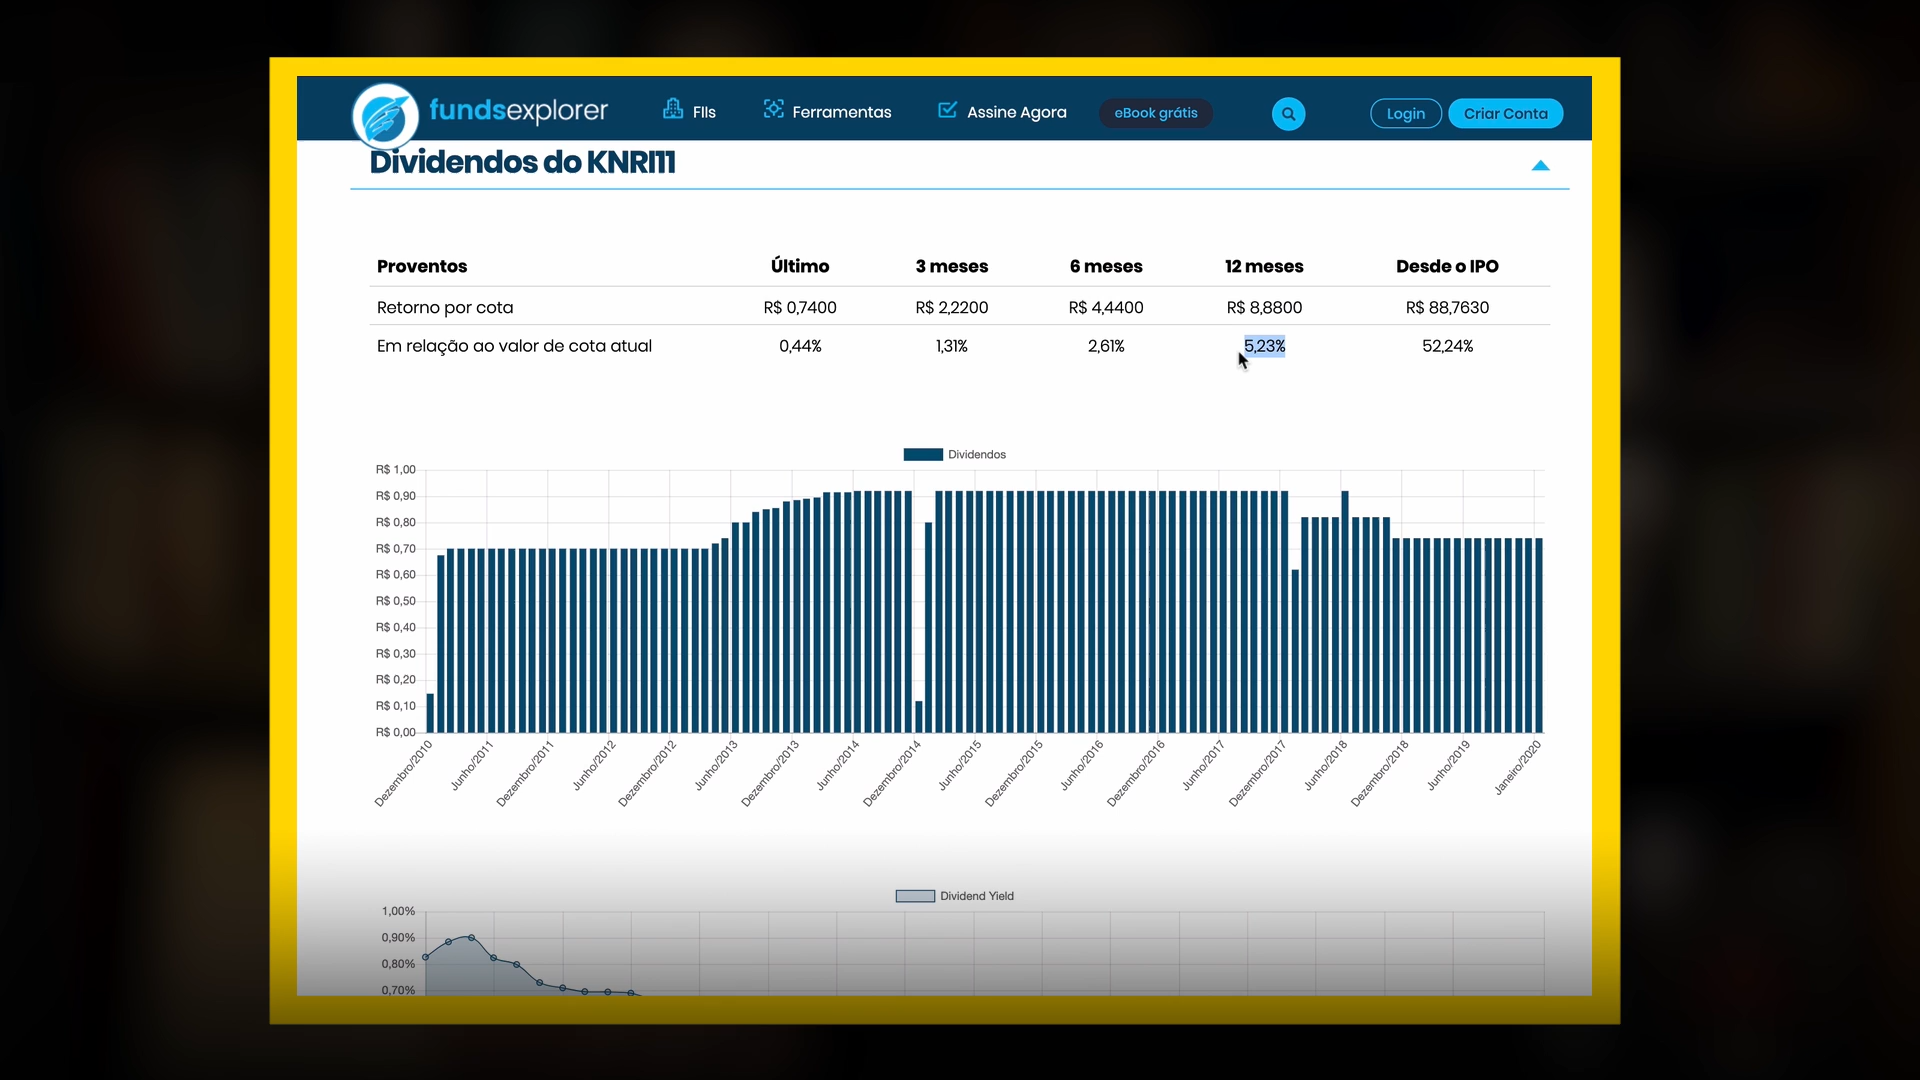 fundsexplorer FIIs Ferramentas Assine Agora eBook grátis Login Criar Conta
Dividendos do KNRI11
Proventos Último 3 meses 6 meses 12 meses Desde o IPO
Retorno por cota R$ 0,7400 R$ 2,2200 R$ 4,4400 R$ 8,8800 R$ 88,7630
Em relação ao valor de cota atual 0,44% 1,31% 2,61% 5,23% 52,24%
Dividendos
R$ 1,00
R$ 0,90
R$ 0,80
R$ 0,70
R$ 0,60
R$ 0,50
R$ 0,40
R$ 0,30
R$ 0,20
R$ 0,10
R$ 0,00
Dezembro/2010 Junho/2011 Dezembro/2011 Junho/2012 Dezembro/2012 Junho/2013 Dezembro/2013 Junho/2014 Dezembro/2014 Junho/2015 Dezembro/2015 Junho/2016 Dezembro/2016 Junho/2017 Dezembro/2017 Junho/2018 Dezembro/2018 Junho/2019 Janeiro/2020
Dividend Yield
1,00%
0,90%
0,80%
0,70%